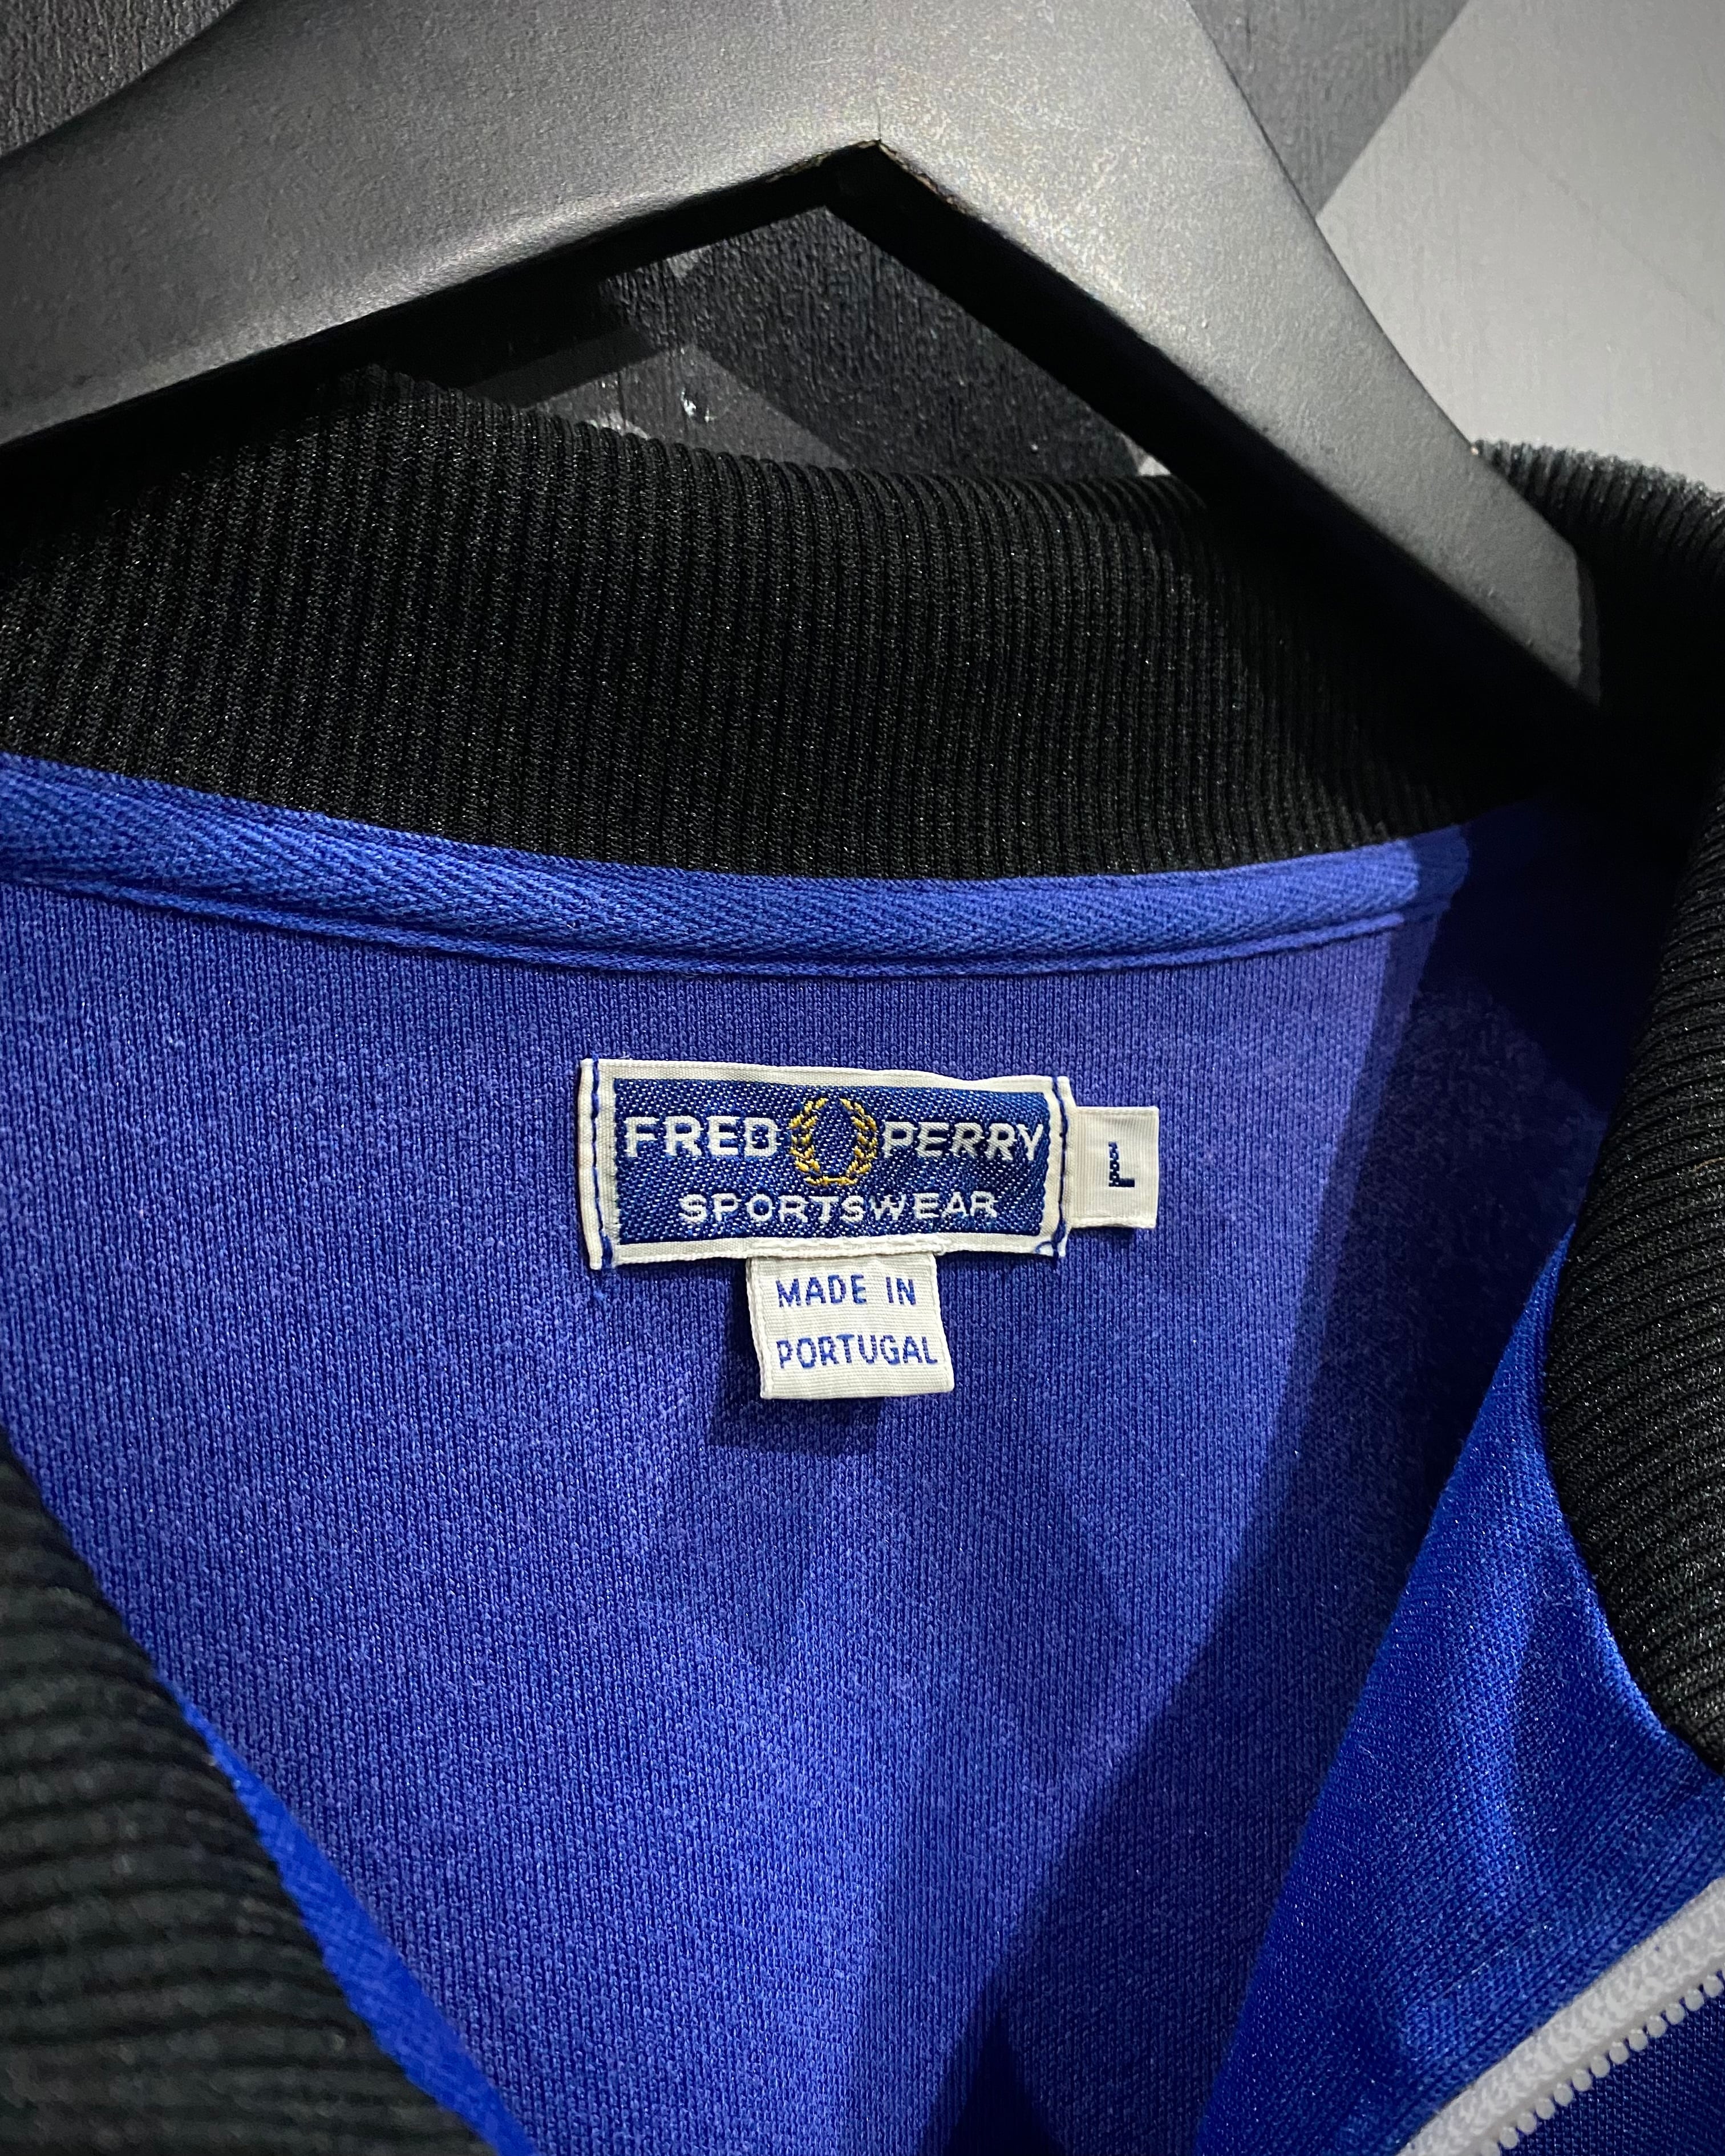 FRED PERRY
SPORTSWEAR
L
MADE IN
PORTUGAL